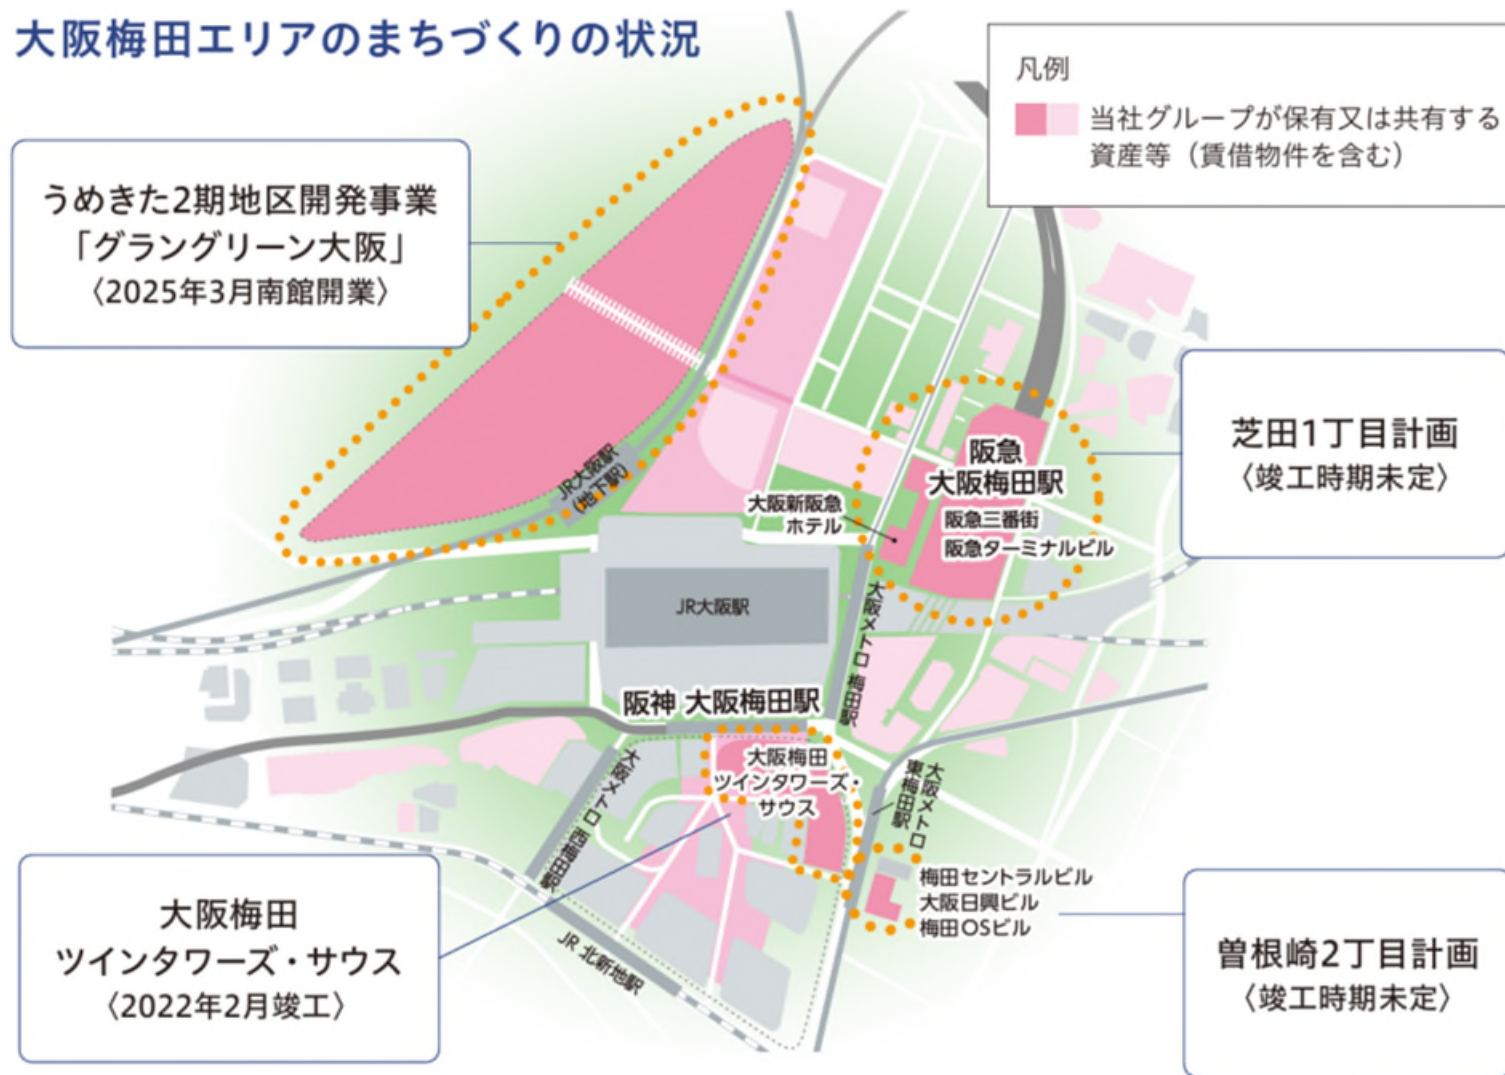 大阪梅田エリアのまちづくりの状況
凡例
当社グループが保有又は共有する
資産等（賃借物件を含む）
うめきた2期地区開発事業
「グラングリーン大阪」
〈2025年3月南館開業〉
JR大阪駅
(地下駅)
阪急
大阪梅田駅
阪急三番街
阪急ターミナルビル
大阪新阪急
ホテル
芝田1丁目計画
〈竣工時期未定〉
JR大阪駅
大阪メトロ 梅田駅
阪神 大阪梅田駅
大阪梅田
ツインタワーズ・
サウス
大阪メトロ 西梅田駅
大阪メトロ
東梅田駅
梅田セントラルビル
大阪日興ビル
梅田OSビル
JR 北新地駅
大阪梅田
ツインタワーズ・サウス
〈2022年2月竣工〉
曽根崎2丁目計画
〈竣工時期未定〉